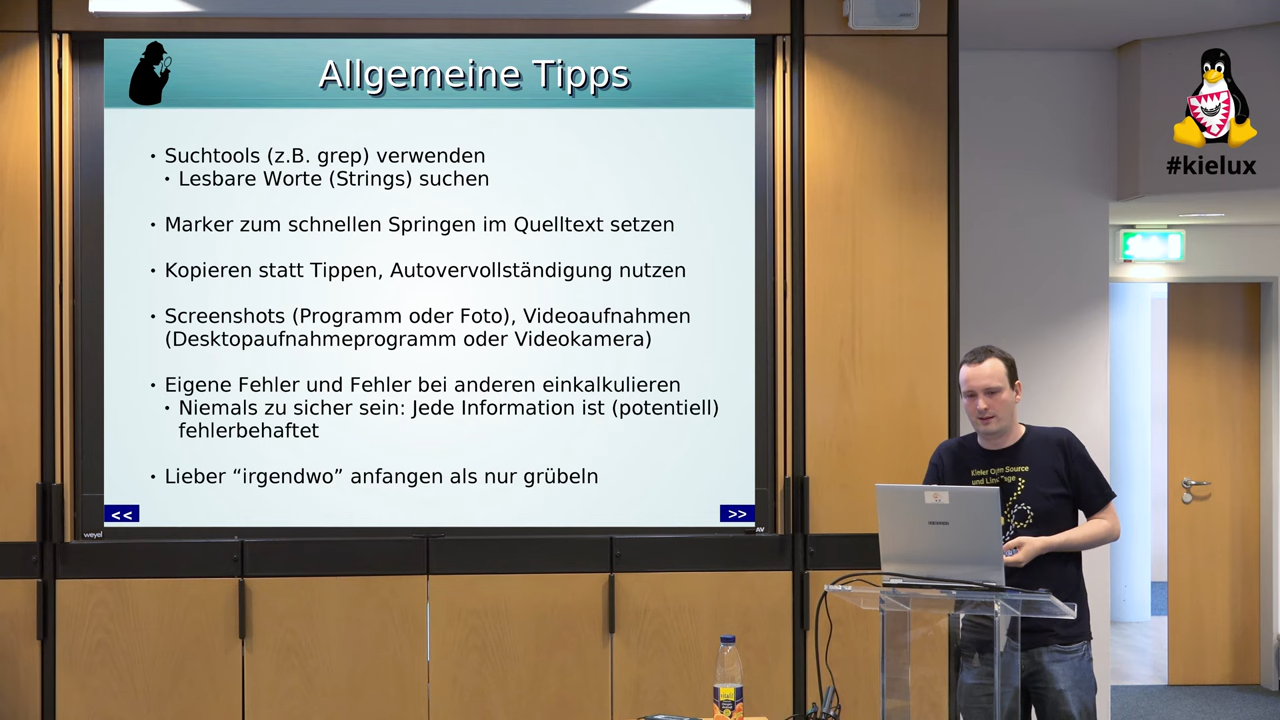 Allgemeine Tipps
• Suchtools (z.B. grep) verwenden
• Lesbare Worte (Strings) suchen
• Marker zum schnellen Springen im Quelltext setzen
• Kopieren statt Tippen, Autovervollständigung nutzen
• Screenshots (Programm oder Foto), Videoaufnahmen
(Desktopaufnahmeprogramm oder Videokamera)
• Eigene Fehler und Fehler bei anderen einkalkulieren
• Niemals zu sicher sein: Jede Information ist (potentiell)
fehlerbehaftet
• Lieber “irgendwo” anfangen als nur grübeln
<<
>>
weyel
AV
#kielux
Kieler Open Source
und Linux Tage